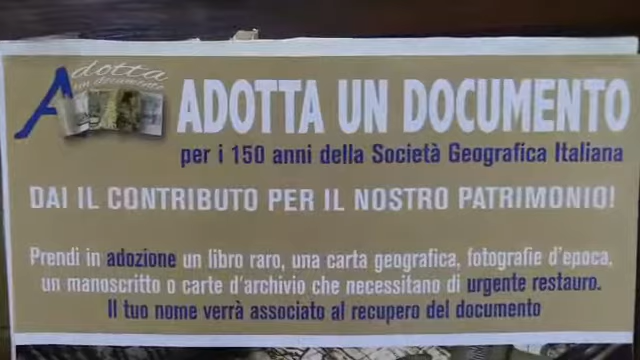 Adotta
un documento
ADOTTA UN DOCUMENTO
per i 150 anni della Società Geografica Italiana
DAI IL CONTRIBUTO PER IL NOSTRO PATRIMONIO!
Prendi in adozione un libro raro, una carta geografica, fotografie d'epoca,
un manoscritto o carte d'archivio che necessitano di urgente restauro.
Il tuo nome verrà associato al recupero del documento